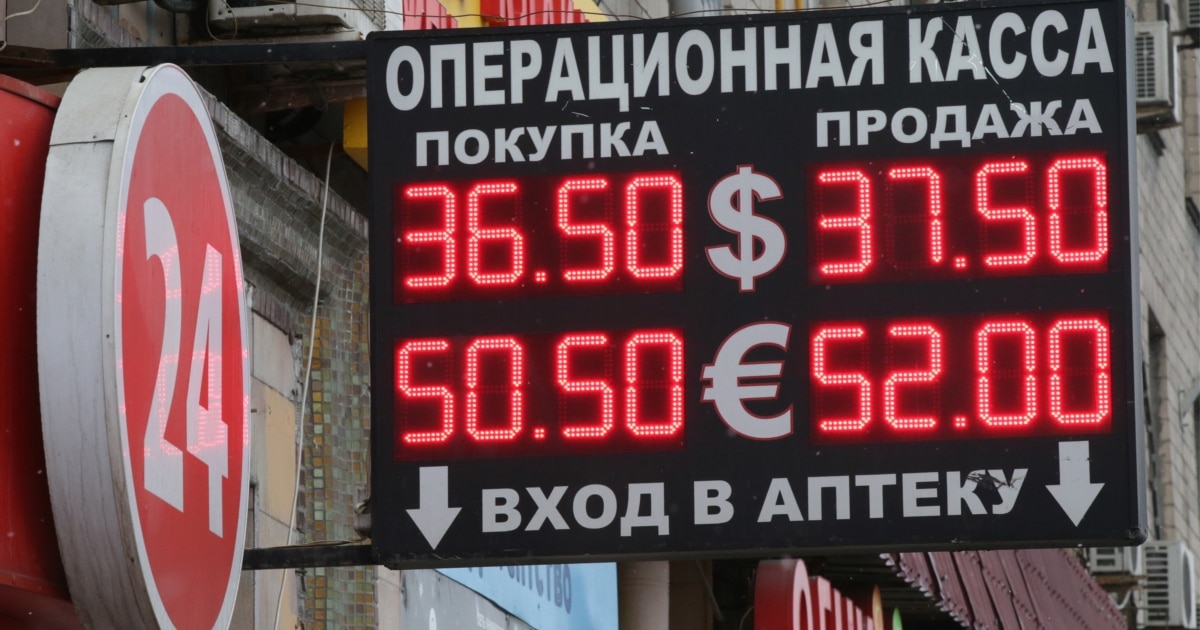 24
ОПЕРАЦИОННАЯ КАССА
ПОКУПКА ПРОДАЖА
36.50 $ 37.50
50.50 € 52.00
ВХОД В АПТЕКУ